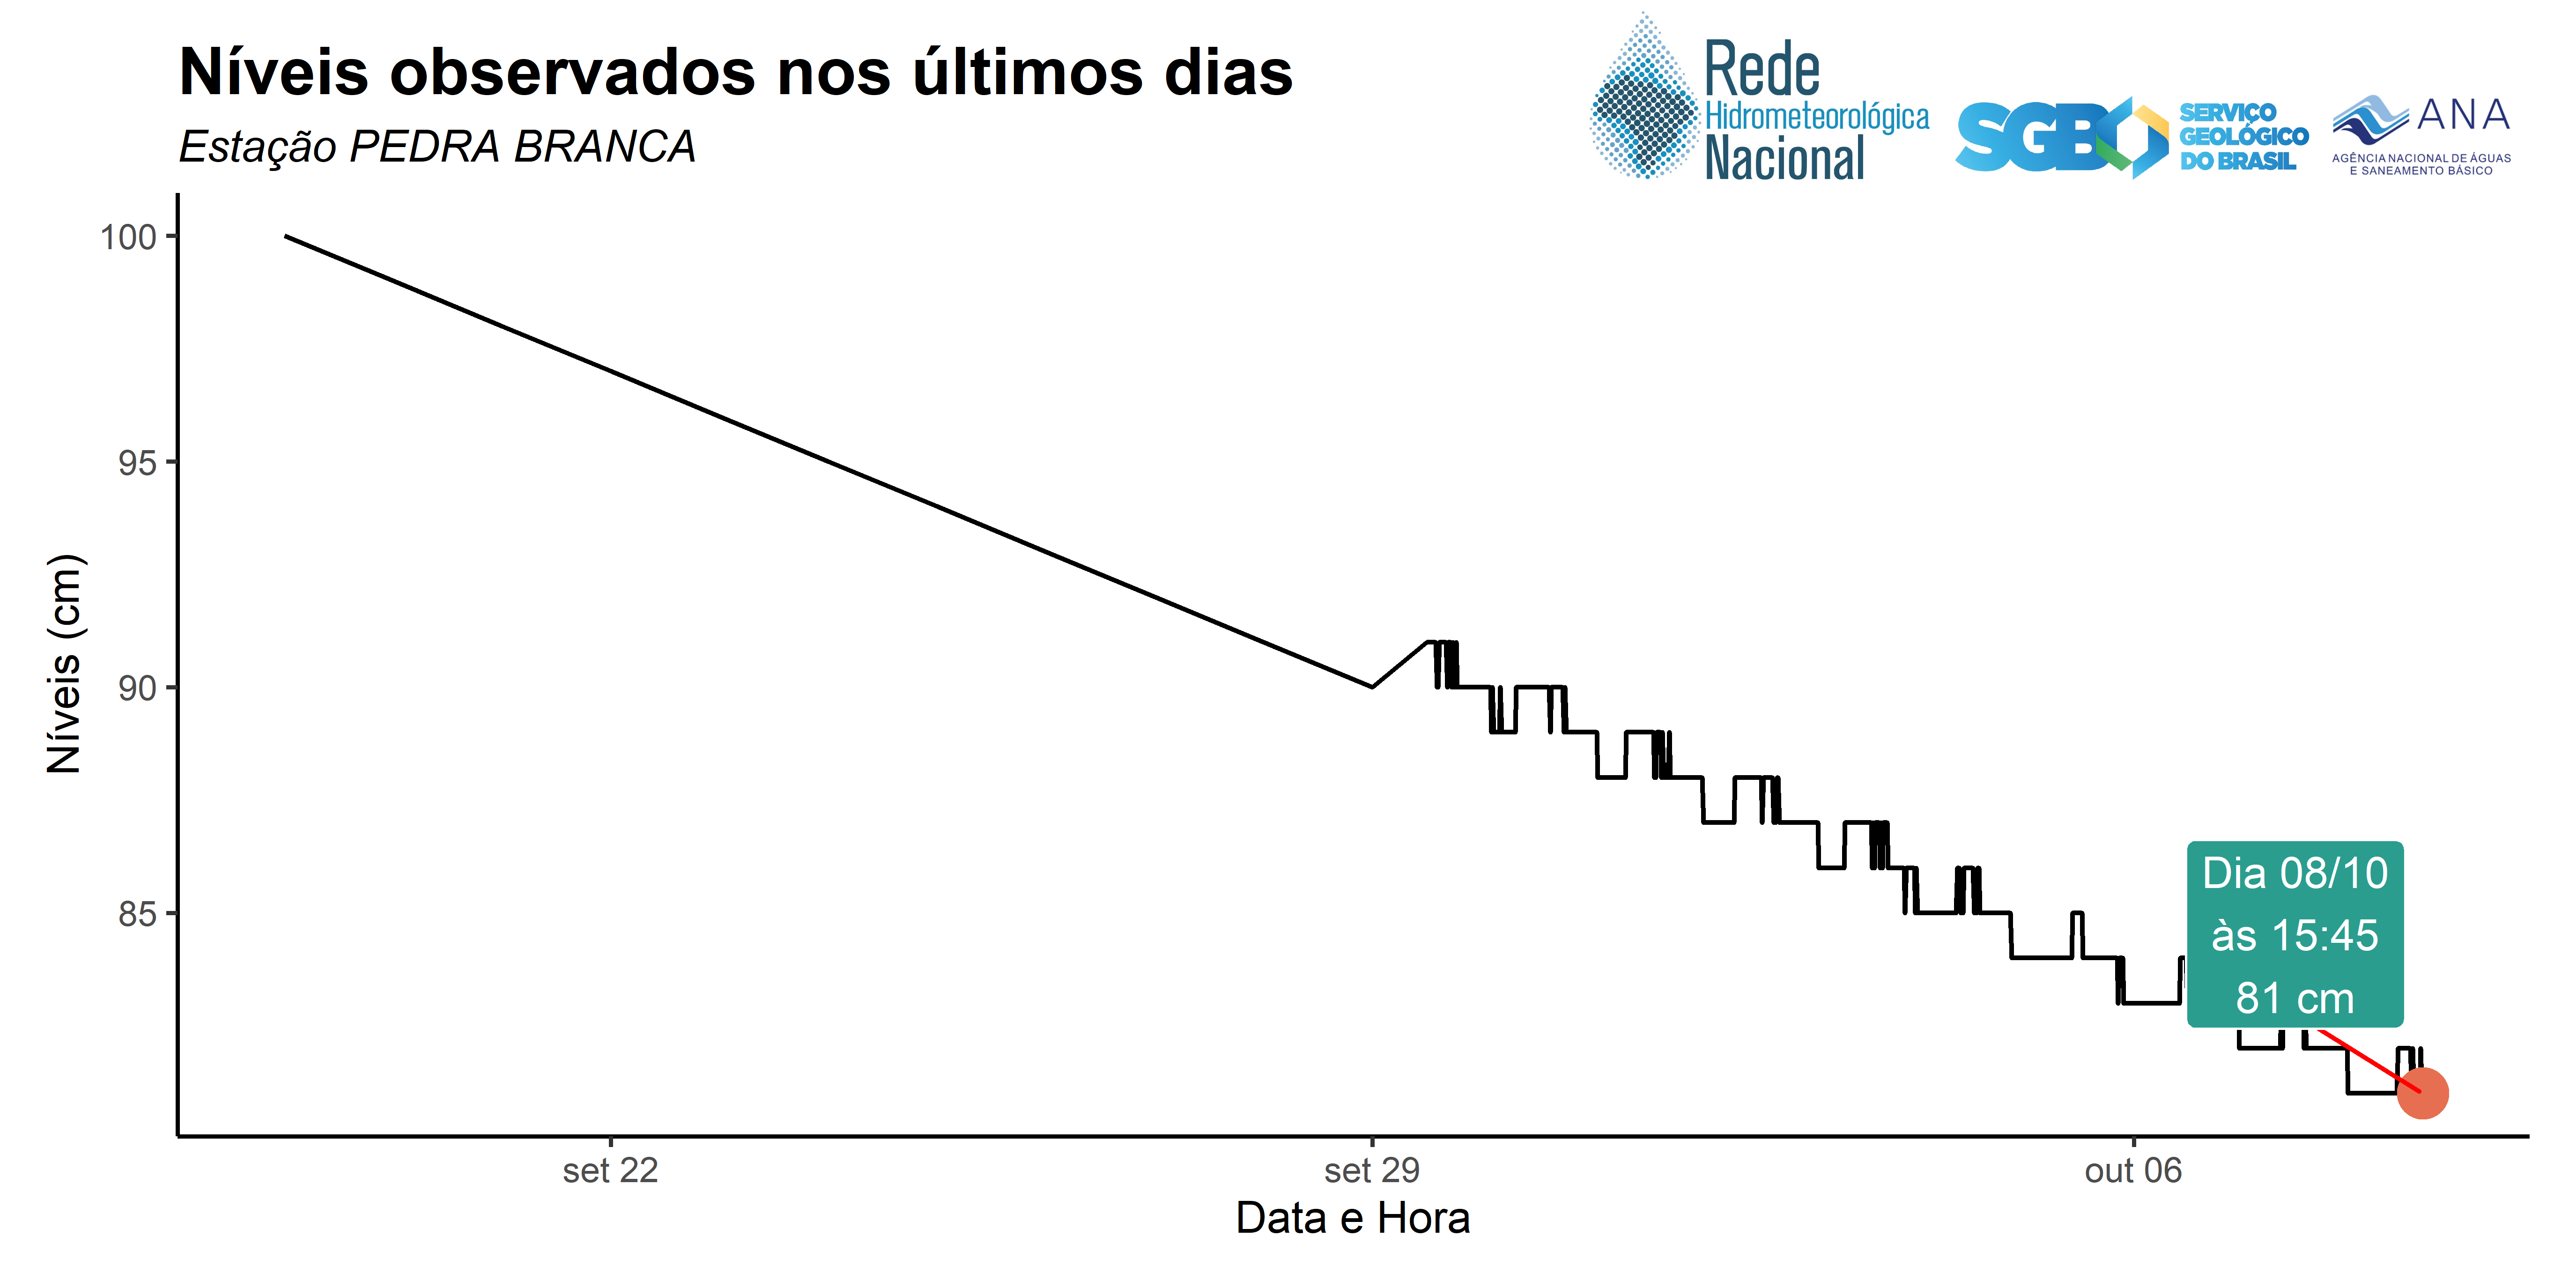 Níveis observados nos últimos dias
Estação PEDRA BRANCA
Rede
Hidrometeorológica
Nacional
SGB
SERVIÇO
GEOLÓGICO
DO BRASIL
ANA
AGÊNCIA NACIONAL DE ÁGUAS
E SANEAMENTO BÁSICO
100
95
90
85
Níveis (cm)
Dia 08/10
às 15:45
81 cm
set 22
set 29
out 06
Data e Hora